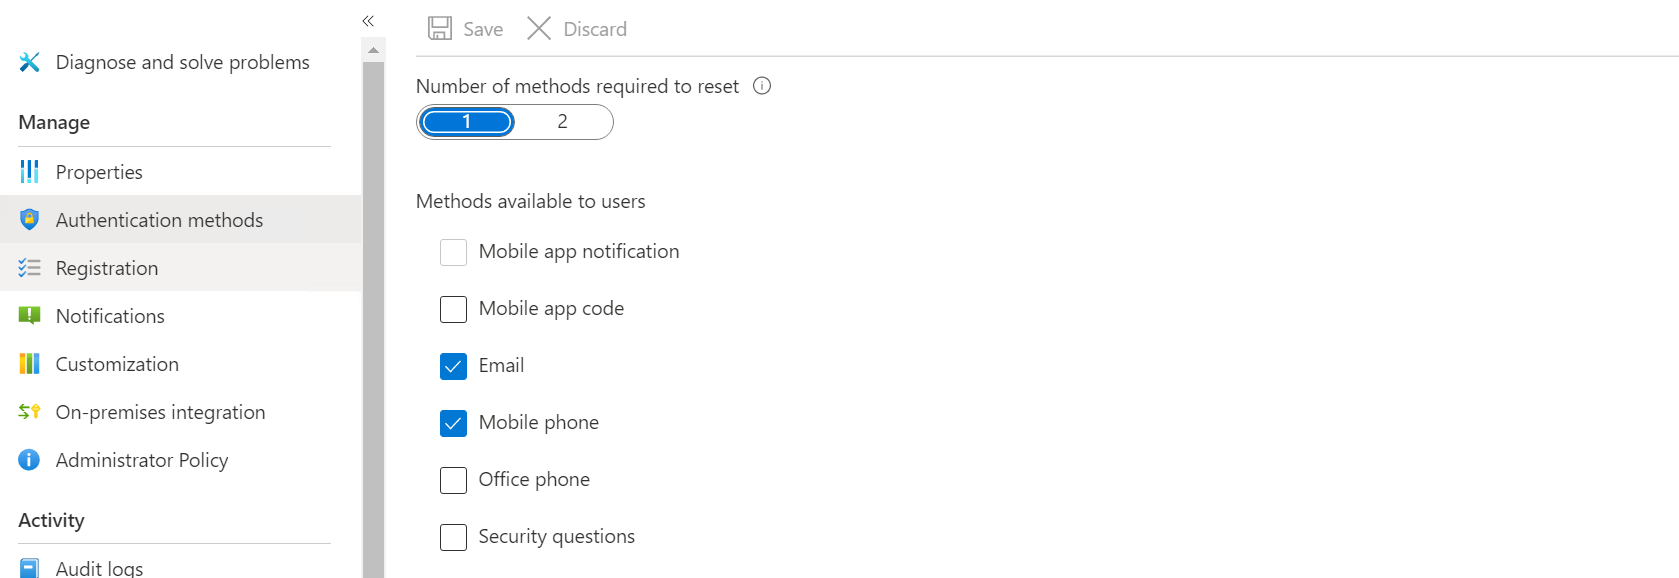 «
Diagnose and solve problems
Manage
Properties
Authentication methods
Registration
Notifications
Customization
On-premises integration
Administrator Policy
Activity
Audit logs
Save Discard
Number of methods required to reset
1 2
Methods available to users
Mobile app notification
Mobile app code
Email
Mobile phone
Office phone
Security questions